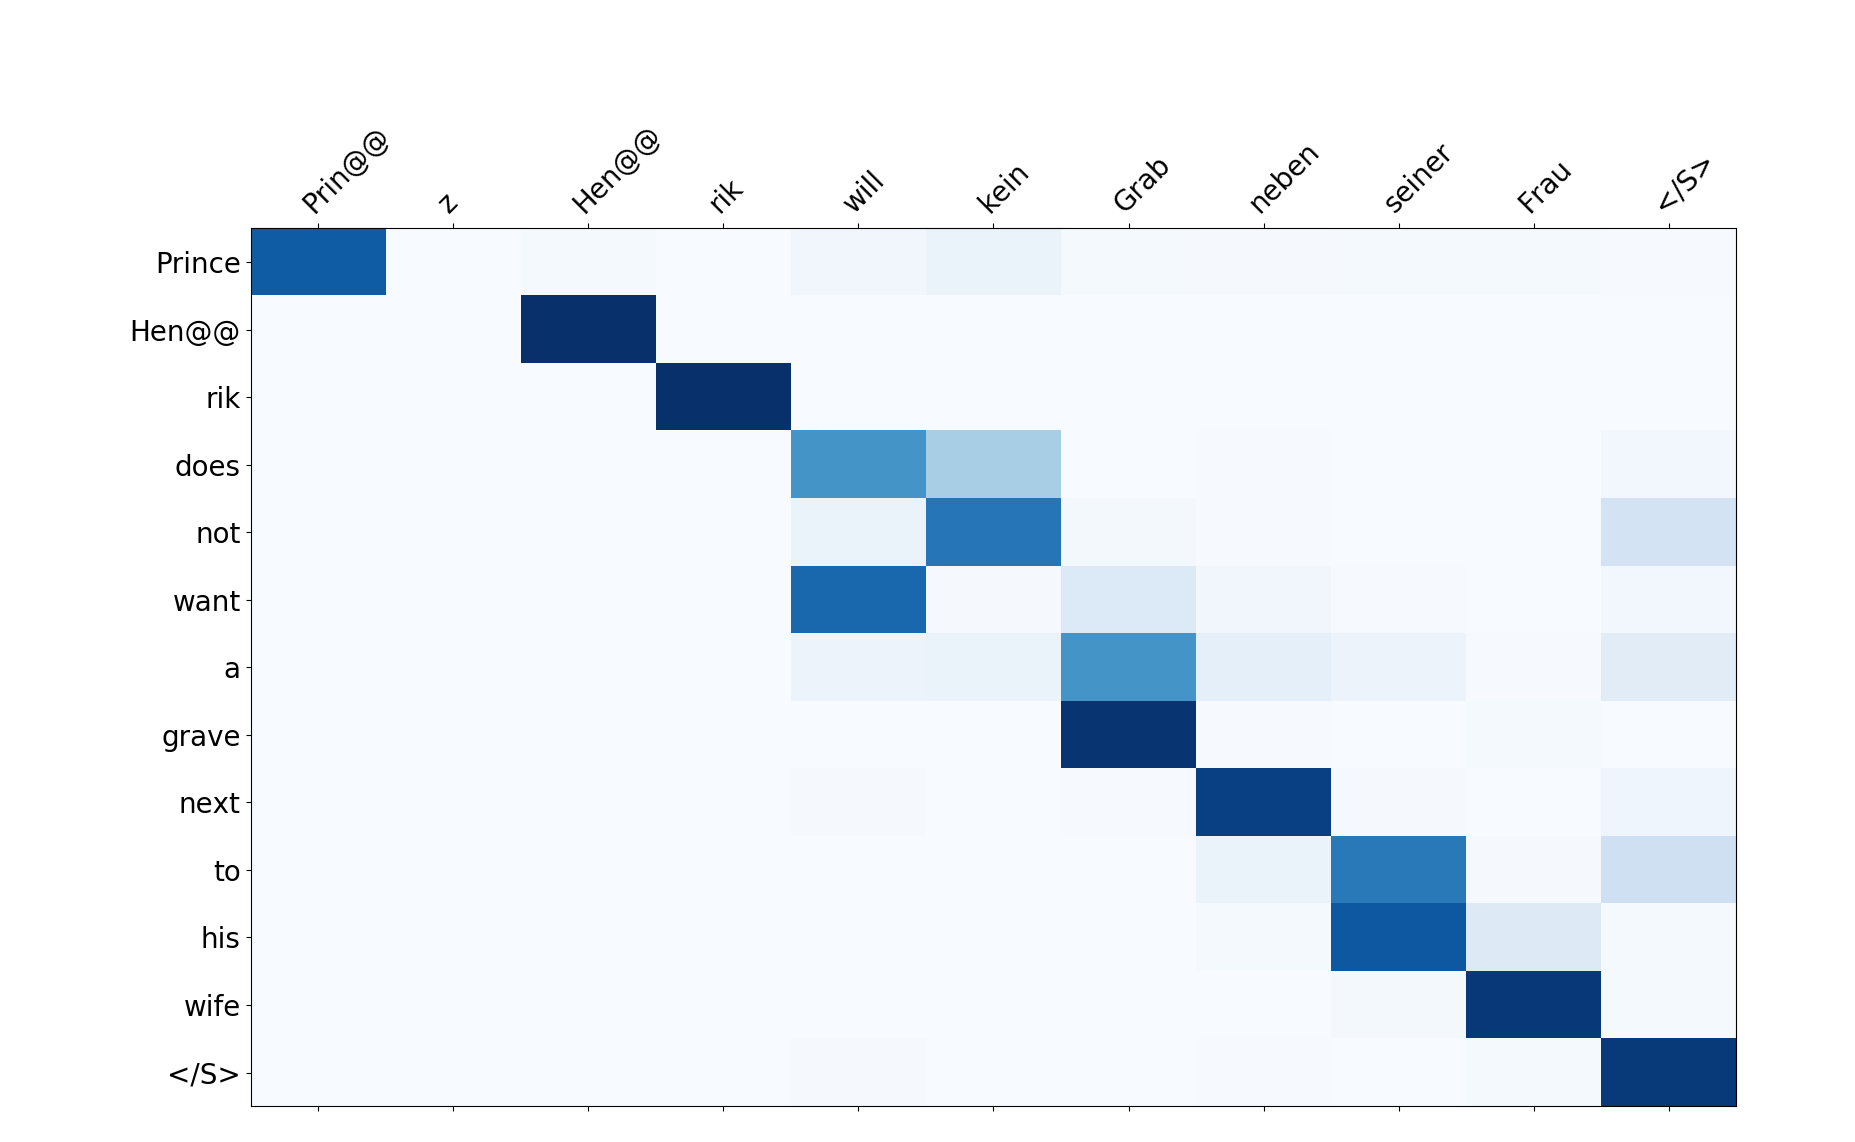 Prin@@ z Hen@@ rik will kein Grab neben seiner Frau </S>
Prince
Hen@@
rik
does
not
want
a
grave
next
to
his
wife
</S>